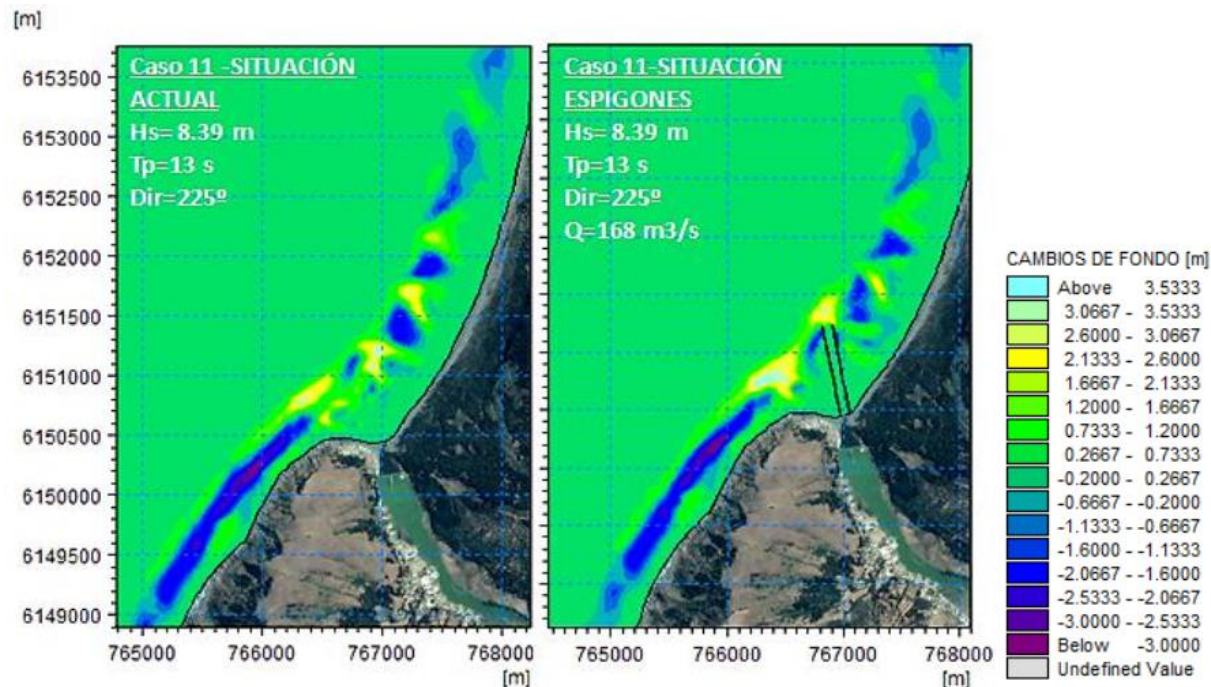 [m]
Caso 11 -SITUACIÓN
ACTUAL
Hs= 8.39 m
Tp=13 s
Dir=225º
Caso 11-SITUACIÓN
ESPIGONES
Hs= 8.39 m
Tp=13 s
Dir=225º
Q=168 m3/s
6153500
6153000
6152500
6152000
6151500
6151000
6150500
6150000
6149500
6149000
765000 766000 767000 768000
[m]
765000 766000 767000 768000
[m]
CAMBIOS DE FONDO [m]
Above 3.5333
3.0667 - 3.5333
2.6000 - 3.0667
2.1333 - 2.6000
1.6667 - 2.1333
1.2000 - 1.6667
0.7333 - 1.2000
0.2667 - 0.7333
-0.2000 - 0.2667
-0.6667 - -0.2000
-1.1333 - -0.6667
-1.6000 - -1.1333
-2.0667 - -1.6000
-2.5333 - -2.0667
-3.0000 - -2.5333
Below -3.0000
Undefined Value